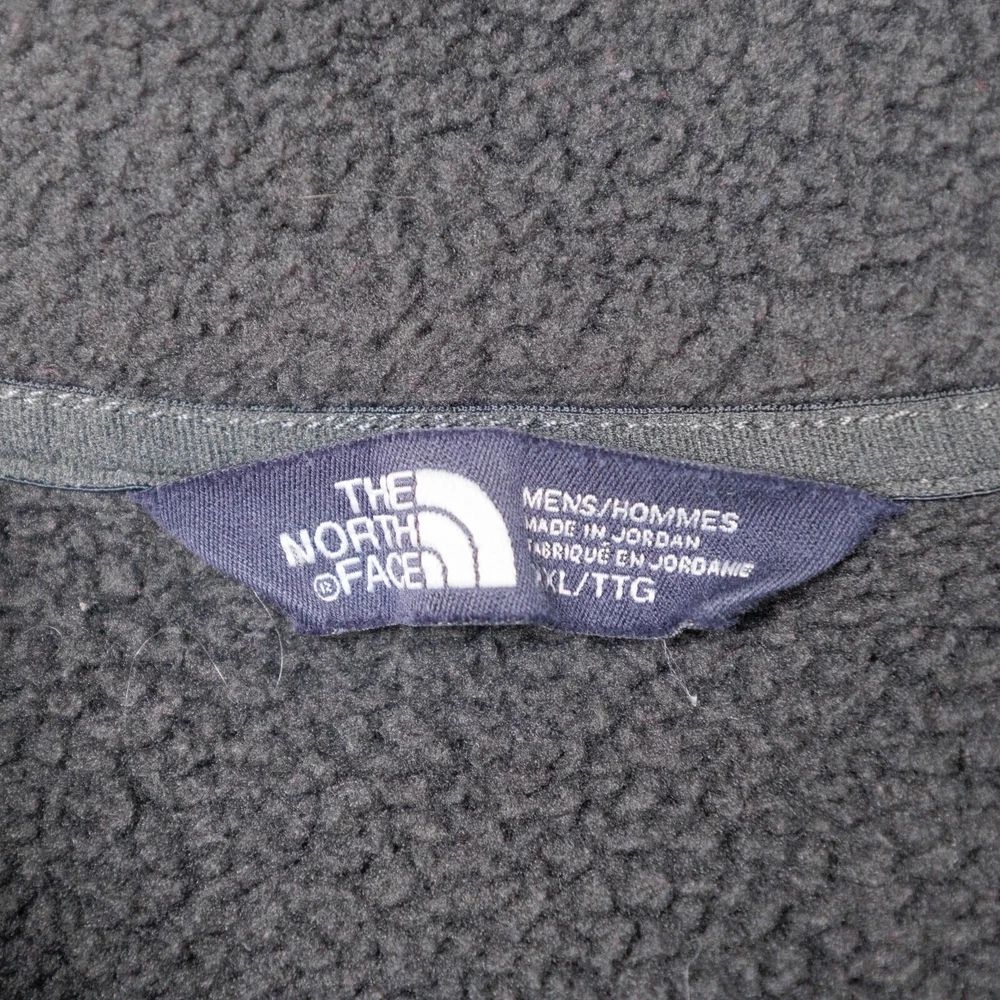 THE
NORTH
®FACE
MENS/HOMMES
MADE IN JORDAN
FABRIQUÉ EN JORDANIE
XL/TTG